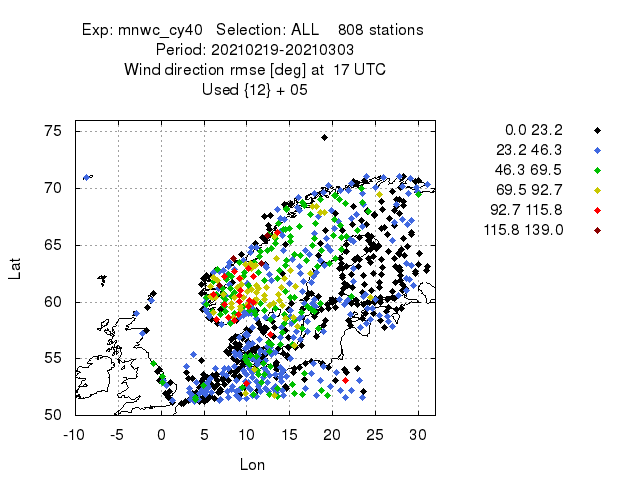 Exp: mnwc_cy40 Selection: ALL 808 stations
Period: 20210219-20210303
Wind direction rmse [deg] at 17 UTC
Used {12} + 05
0.0 23.2
23.2 46.3
46.3 69.5
69.5 92.7
92.7 115.8
115.8 139.0
Lat
75
70
65
60
55
50
-10 -5 0 5 10 15 20 25 30
Lon